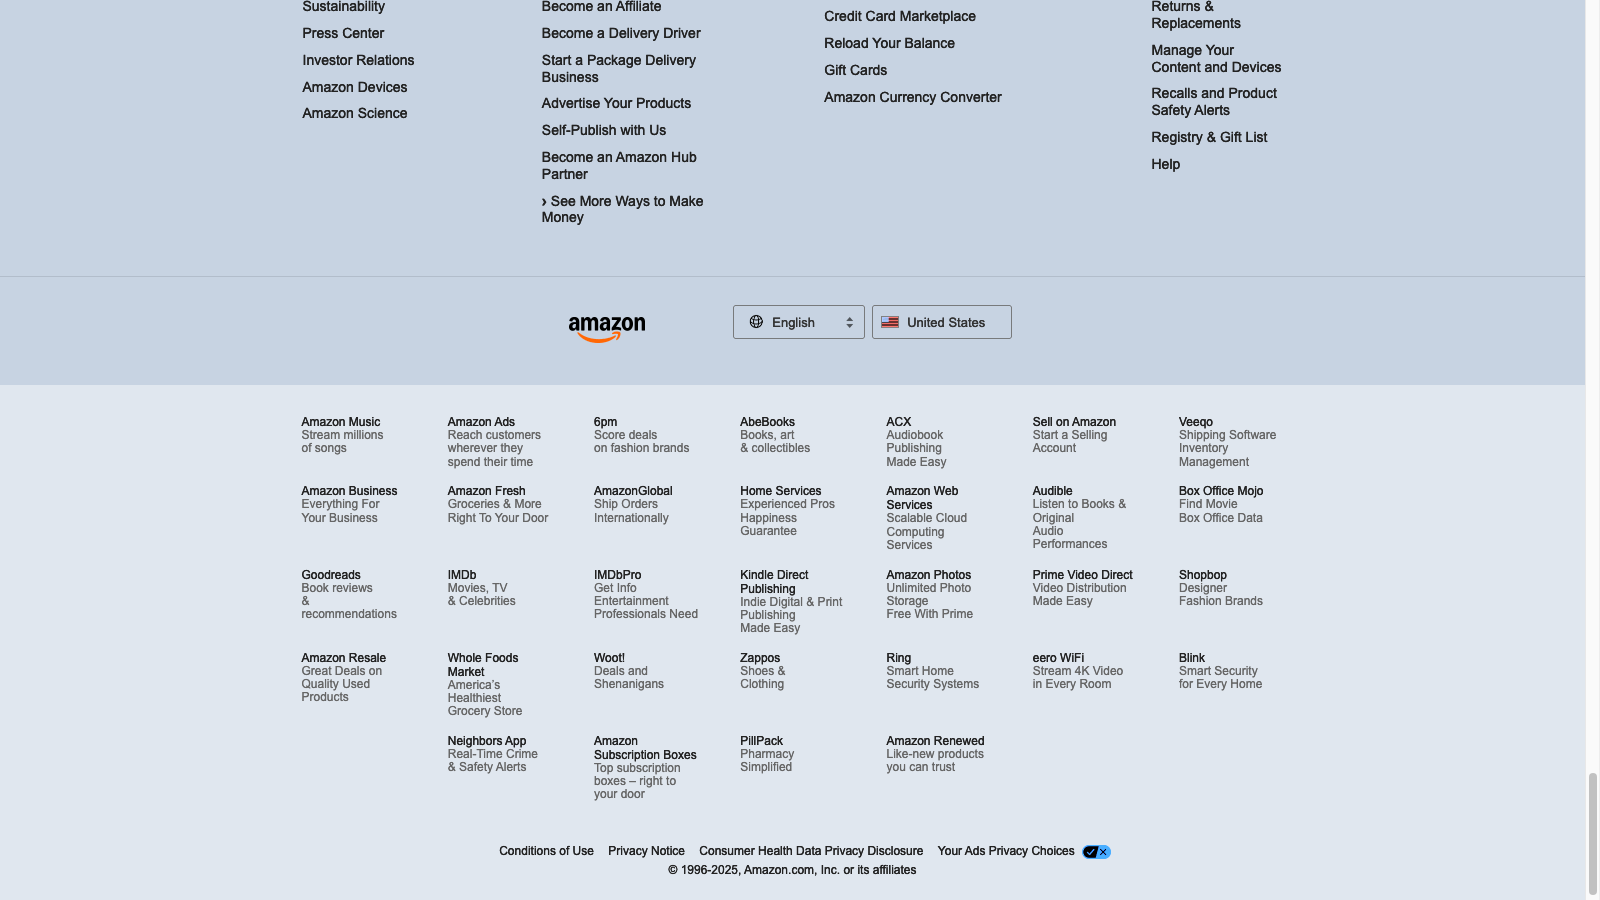 Sustainability
Press Center
Investor Relations
Amazon Devices
Amazon Science
Become an Affiliate
Become a Delivery Driver
Start a Package Delivery
Business
Advertise Your Products
Self-Publish with Us
Become an Amazon Hub
Partner
› See More Ways to Make
Money
Credit Card Marketplace
Reload Your Balance
Gift Cards
Amazon Currency Converter
Returns &
Replacements
Manage Your
Content and Devices
Recalls and Product
Safety Alerts
Registry & Gift List
Help
amazon
English
United States
Amazon Music
Stream millions
of songs
Amazon Ads
Reach customers
wherever they
spend their time
6pm
Score deals
on fashion brands
AbeBooks
Books, art
& collectibles
ACX
Audiobook
Publishing
Made Easy
Sell on Amazon
Start a Selling
Account
Veeqo
Shipping Software
Inventory
Management
Amazon Business
Everything For
Your Business
Amazon Fresh
Groceries & More
Right To Your Door
AmazonGlobal
Ship Orders
Internationally
Home Services
Experienced Pros
Happiness
Guarantee
Amazon Web
Services
Scalable Cloud
Computing
Services
Audible
Listen to Books &
Original
Audio
Performances
Box Office Mojo
Find Movie
Box Office Data
Goodreads
Book reviews
&
recommendations
IMDb
Movies, TV
& Celebrities
IMDbPro
Get Info
Entertainment
Professionals Need
Kindle Direct
Publishing
Indie Digital & Print
Publishing
Made Easy
Amazon Photos
Unlimited Photo
Storage
Free With Prime
Prime Video Direct
Video Distribution
Made Easy
Shopbop
Designer
Fashion Brands
Amazon Resale
Great Deals on
Quality Used
Products
Whole Foods
Market
America's
Healthiest
Grocery Store
Woot!
Deals and
Shenanigans
Zappos
Shoes &
Clothing
Ring
Smart Home
Security Systems
eero WiFi
Stream 4K Video
in Every Room
Blink
Smart Security
for Every Home
Neighbors App
Real-Time Crime
& Safety Alerts
Amazon
Subscription Boxes
Top subscription
boxes – right to
your door
PillPack
Pharmacy
Simplified
Amazon Renewed
Like-new products
you can trust
Conditions of Use Privacy Notice Consumer Health Data Privacy Disclosure Your Ads Privacy Choices
© 1996-2025, Amazon.com, Inc. or its affiliates